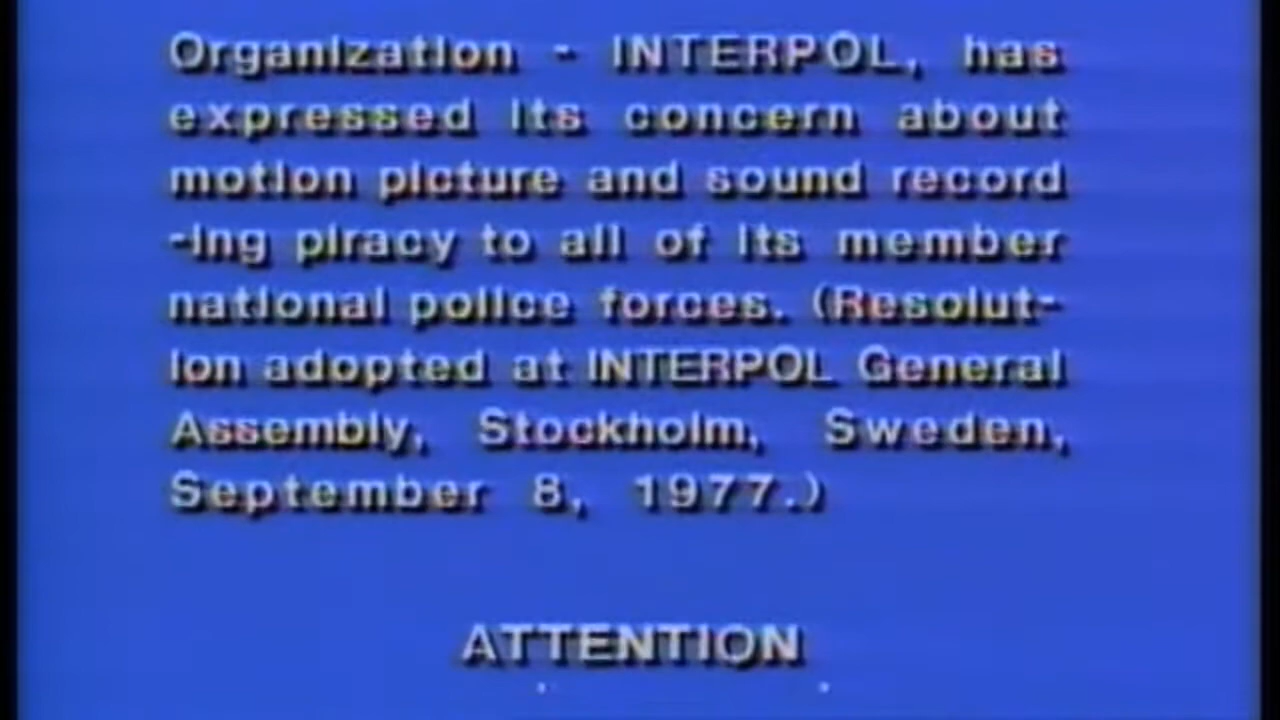 Organization - INTERPOL, has
expressed its concern about
motion picture and sound record
-ing piracy to all of its member
national police forces. (Resolut-
ion adopted at INTERPOL General
Assembly, Stockholm, Sweden,
September 8, 1977.)
ATTENTION